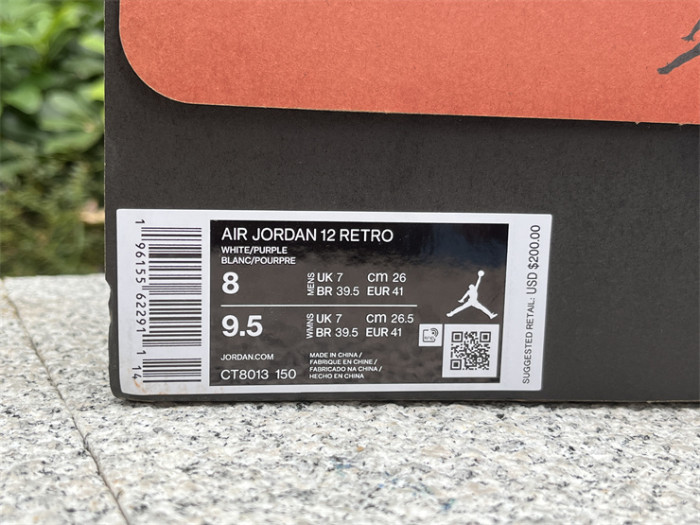 AIR JORDAN 12 RETRO
WHITE/PURPLE
BLANC/POURPRE
8 MENS UK 7 cm 26
BR 39.5 EUR 41
9.5 WMNS UK 7 cm 26.5
BR 39.5 EUR 41
JORDAN.COM
CT8013 150
MADE IN CHINA /
FABRIQUE EN CHINE /
FABRICADO NA CHINA /
HECHO EN CHINA
SUGGESTED RETAIL: USD $200.00
1 96155 62291 1 14